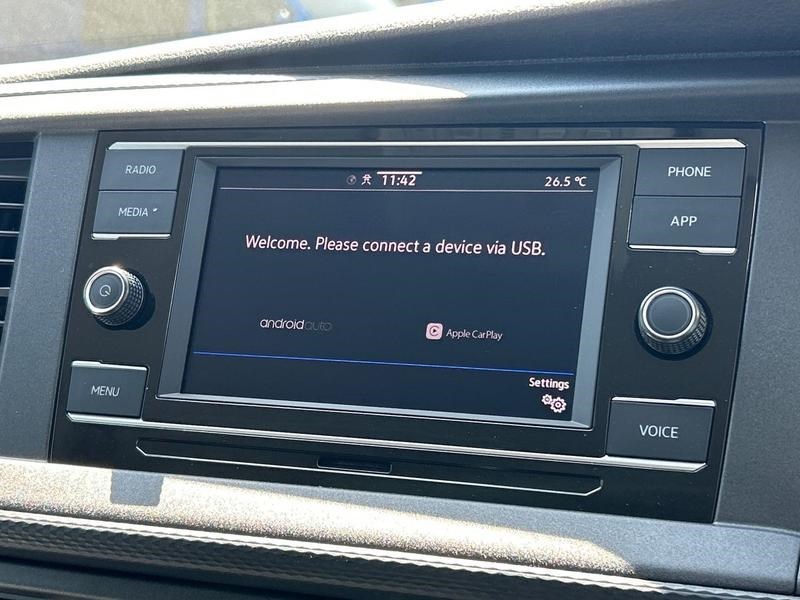 RADIO
MEDIA
MENU
11:42
26.5 °C
Welcome. Please connect a device via USB.
androidauto
Apple CarPlay
Settings
PHONE
APP
VOICE